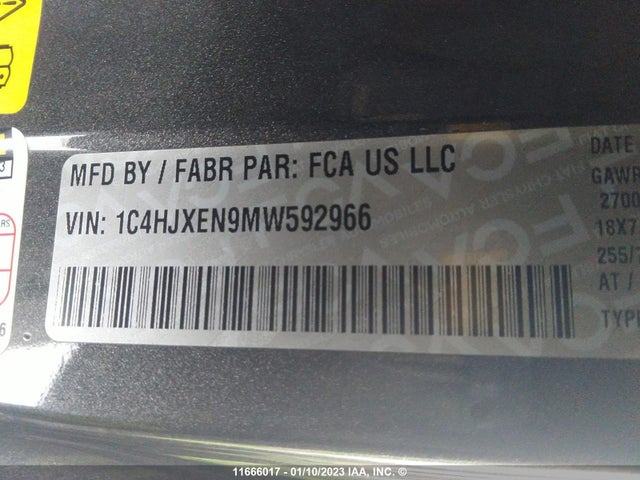 MFD BY / FABR PAR: FCA US LLC
VIN: 1C4HJXEN9MW592966
DATE
GAWR
2700
18X7
255/
AT /
TYPE
11666017 - 01/10/2023 IAA, INC. ©